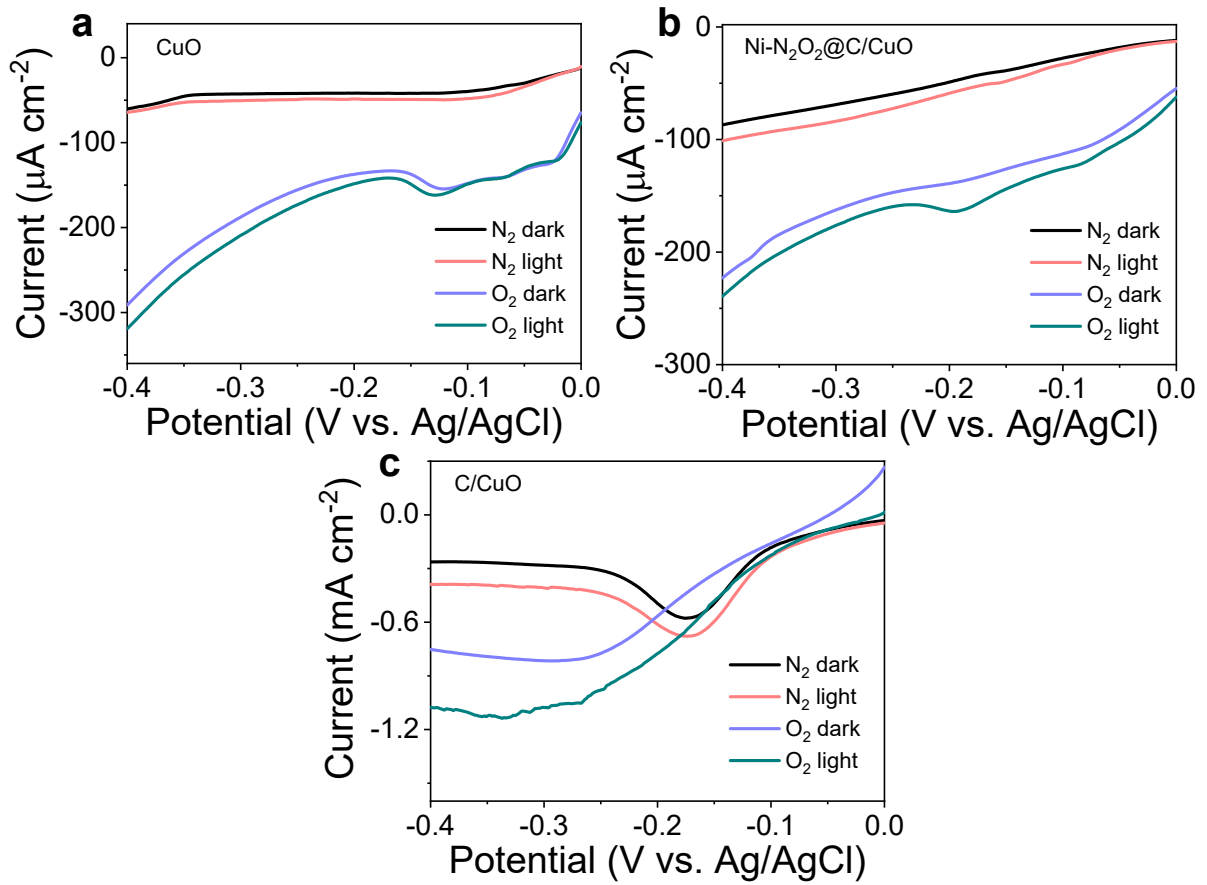 a
CuO
0
-100
-200
-300
Current (μA cm⁻²)
N₂ dark
N₂ light
O₂ dark
O₂ light
-0.4 -0.3 -0.2 -0.1 0.0
Potential (V vs. Ag/AgCl)
b
Ni-N₂O₂@C/CuO
0
-100
-200
-300
Current (μA cm⁻²)
N₂ dark
N₂ light
O₂ dark
O₂ light
-0.4 -0.3 -0.2 -0.1 0.0
Potential (V vs. Ag/AgCl)
c
C/CuO
0.0
-0.6
-1.2
Current (mA cm⁻²)
N₂ dark
N₂ light
O₂ dark
O₂ light
-0.4 -0.3 -0.2 -0.1 0.0
Potential (V vs. Ag/AgCl)